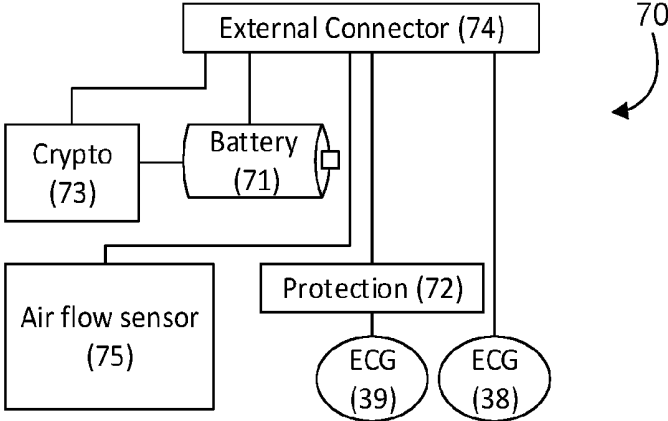 External Connector (74)
70
Crypto
(73)
Battery
(71)
Air flow sensor
(75)
Protection (72)
ECG
(39)
ECG
(38)